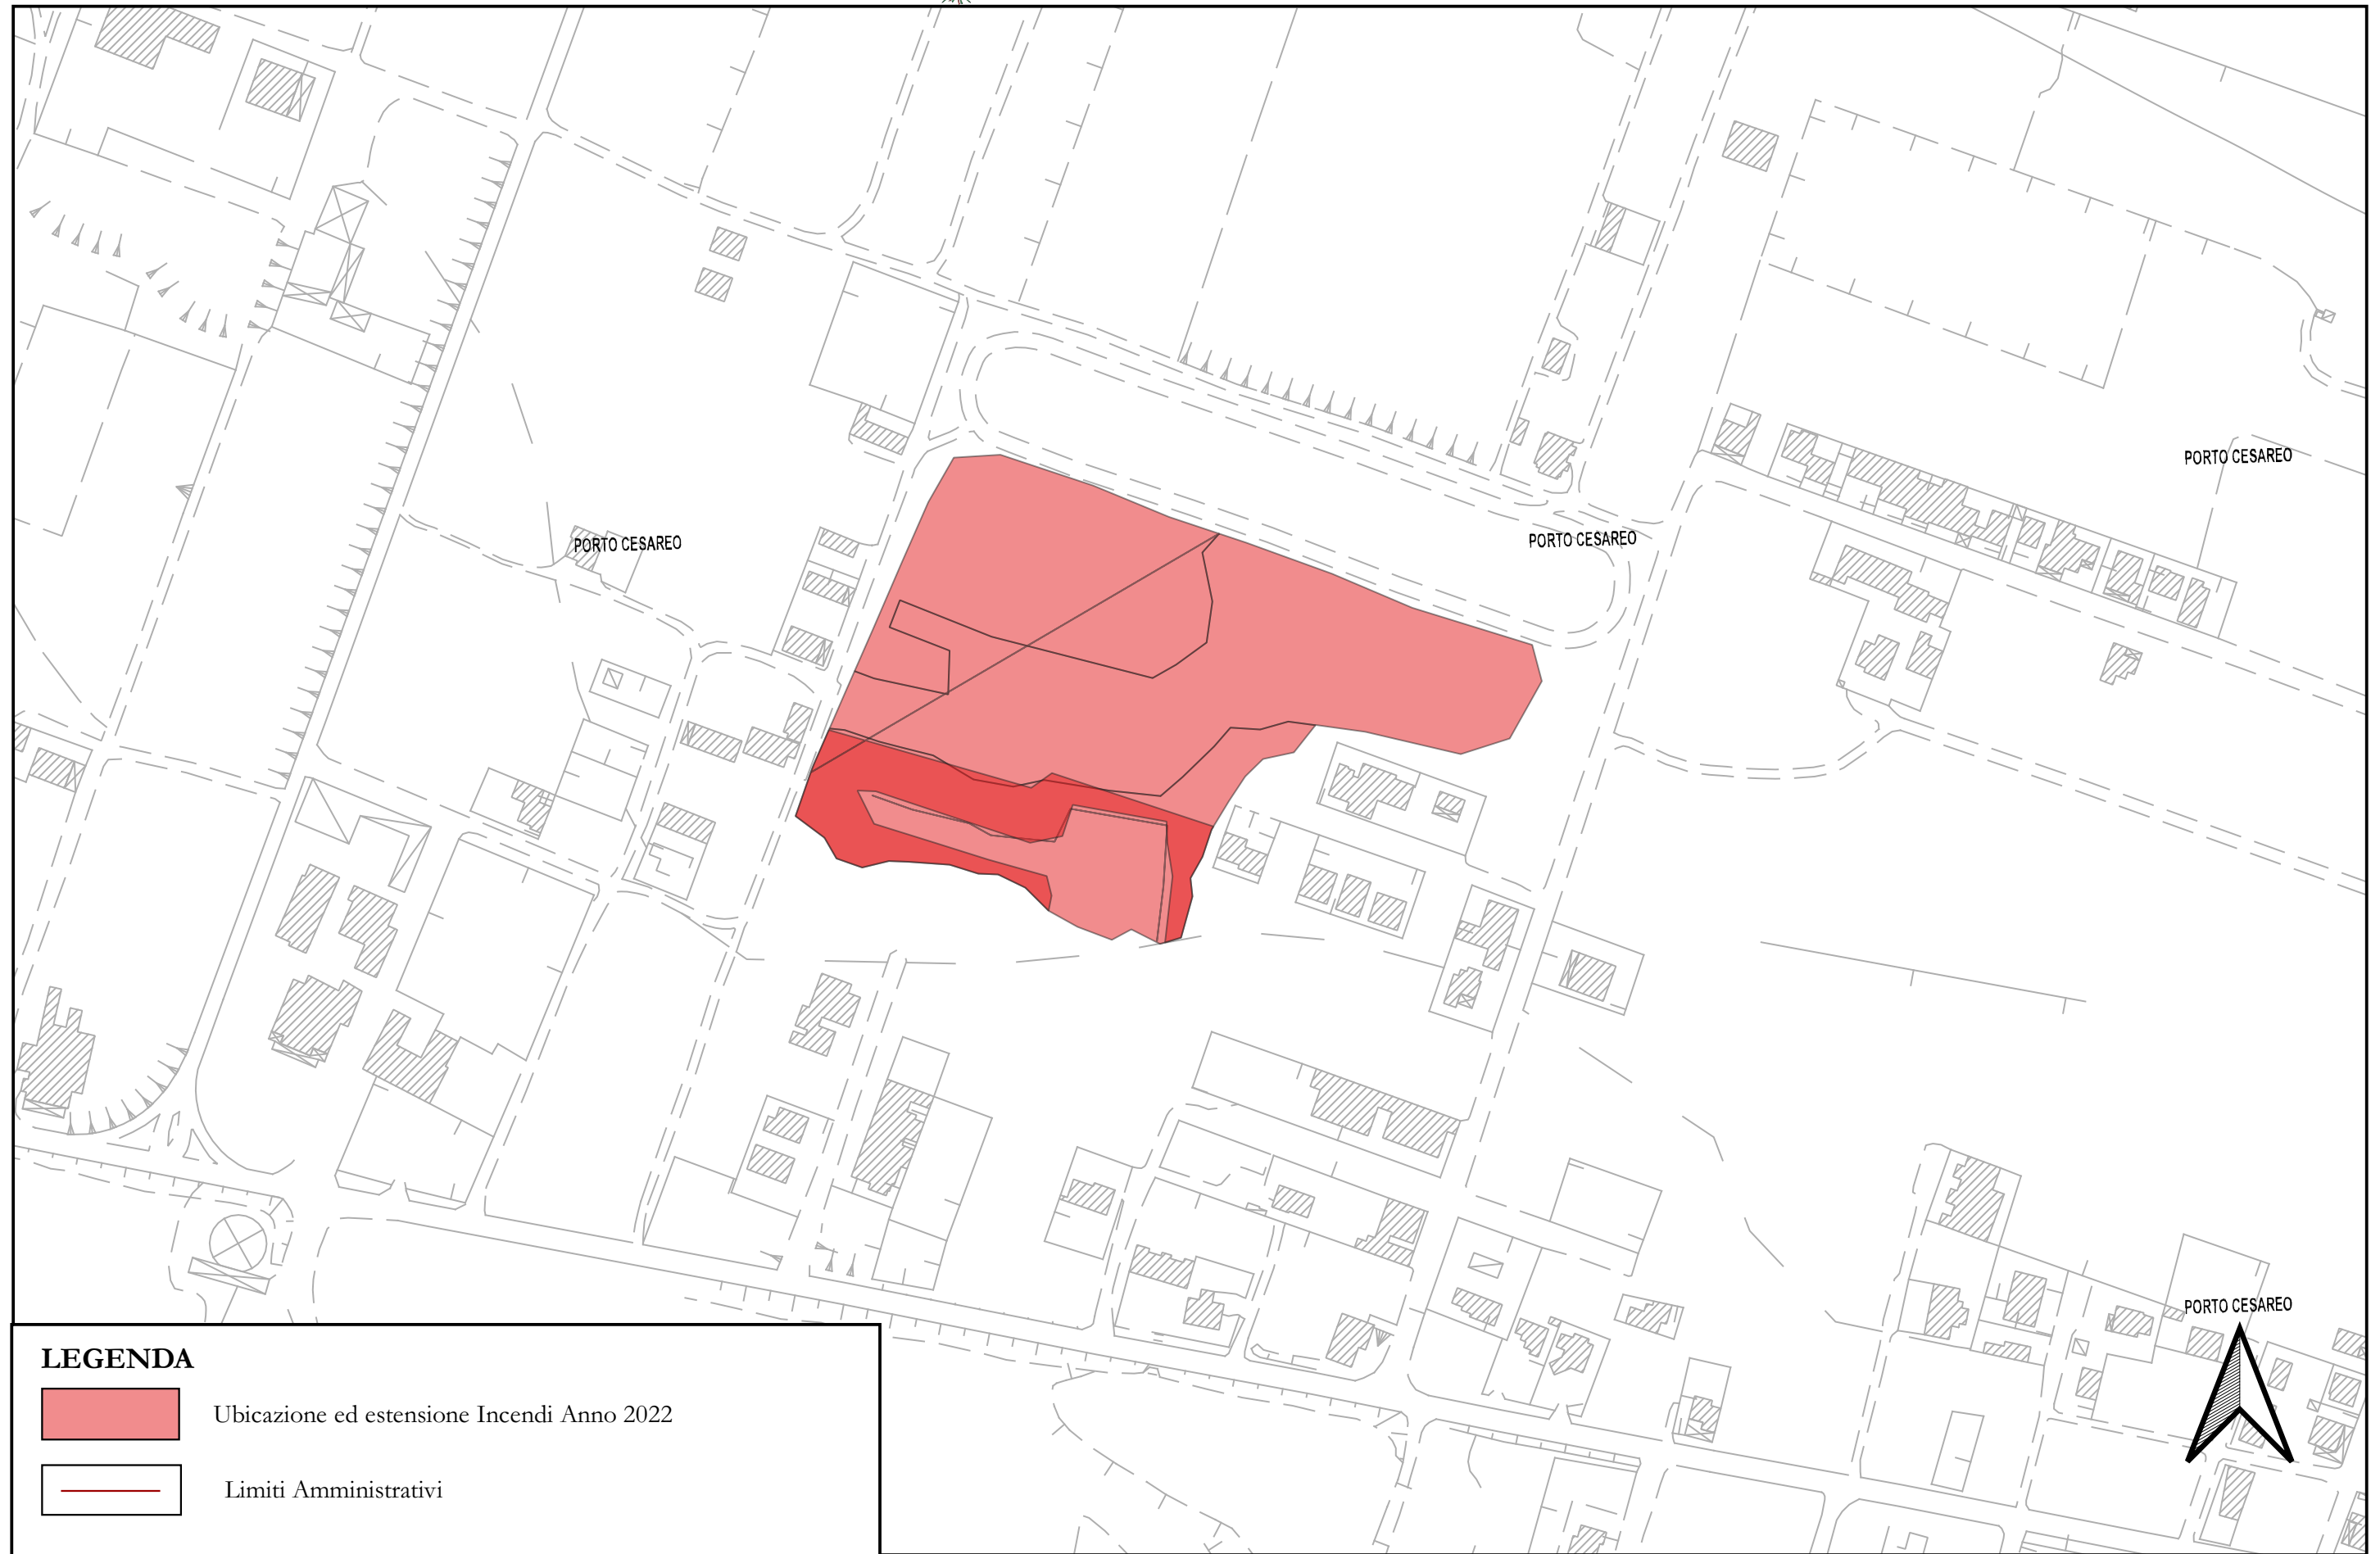 PORTO CESAREO
PORTO CESAREO
PORTO CESAREO
PORTO CESAREO
LEGENDA
Ubicazione ed estensione Incendi Anno 2022
Limiti Amministrativi